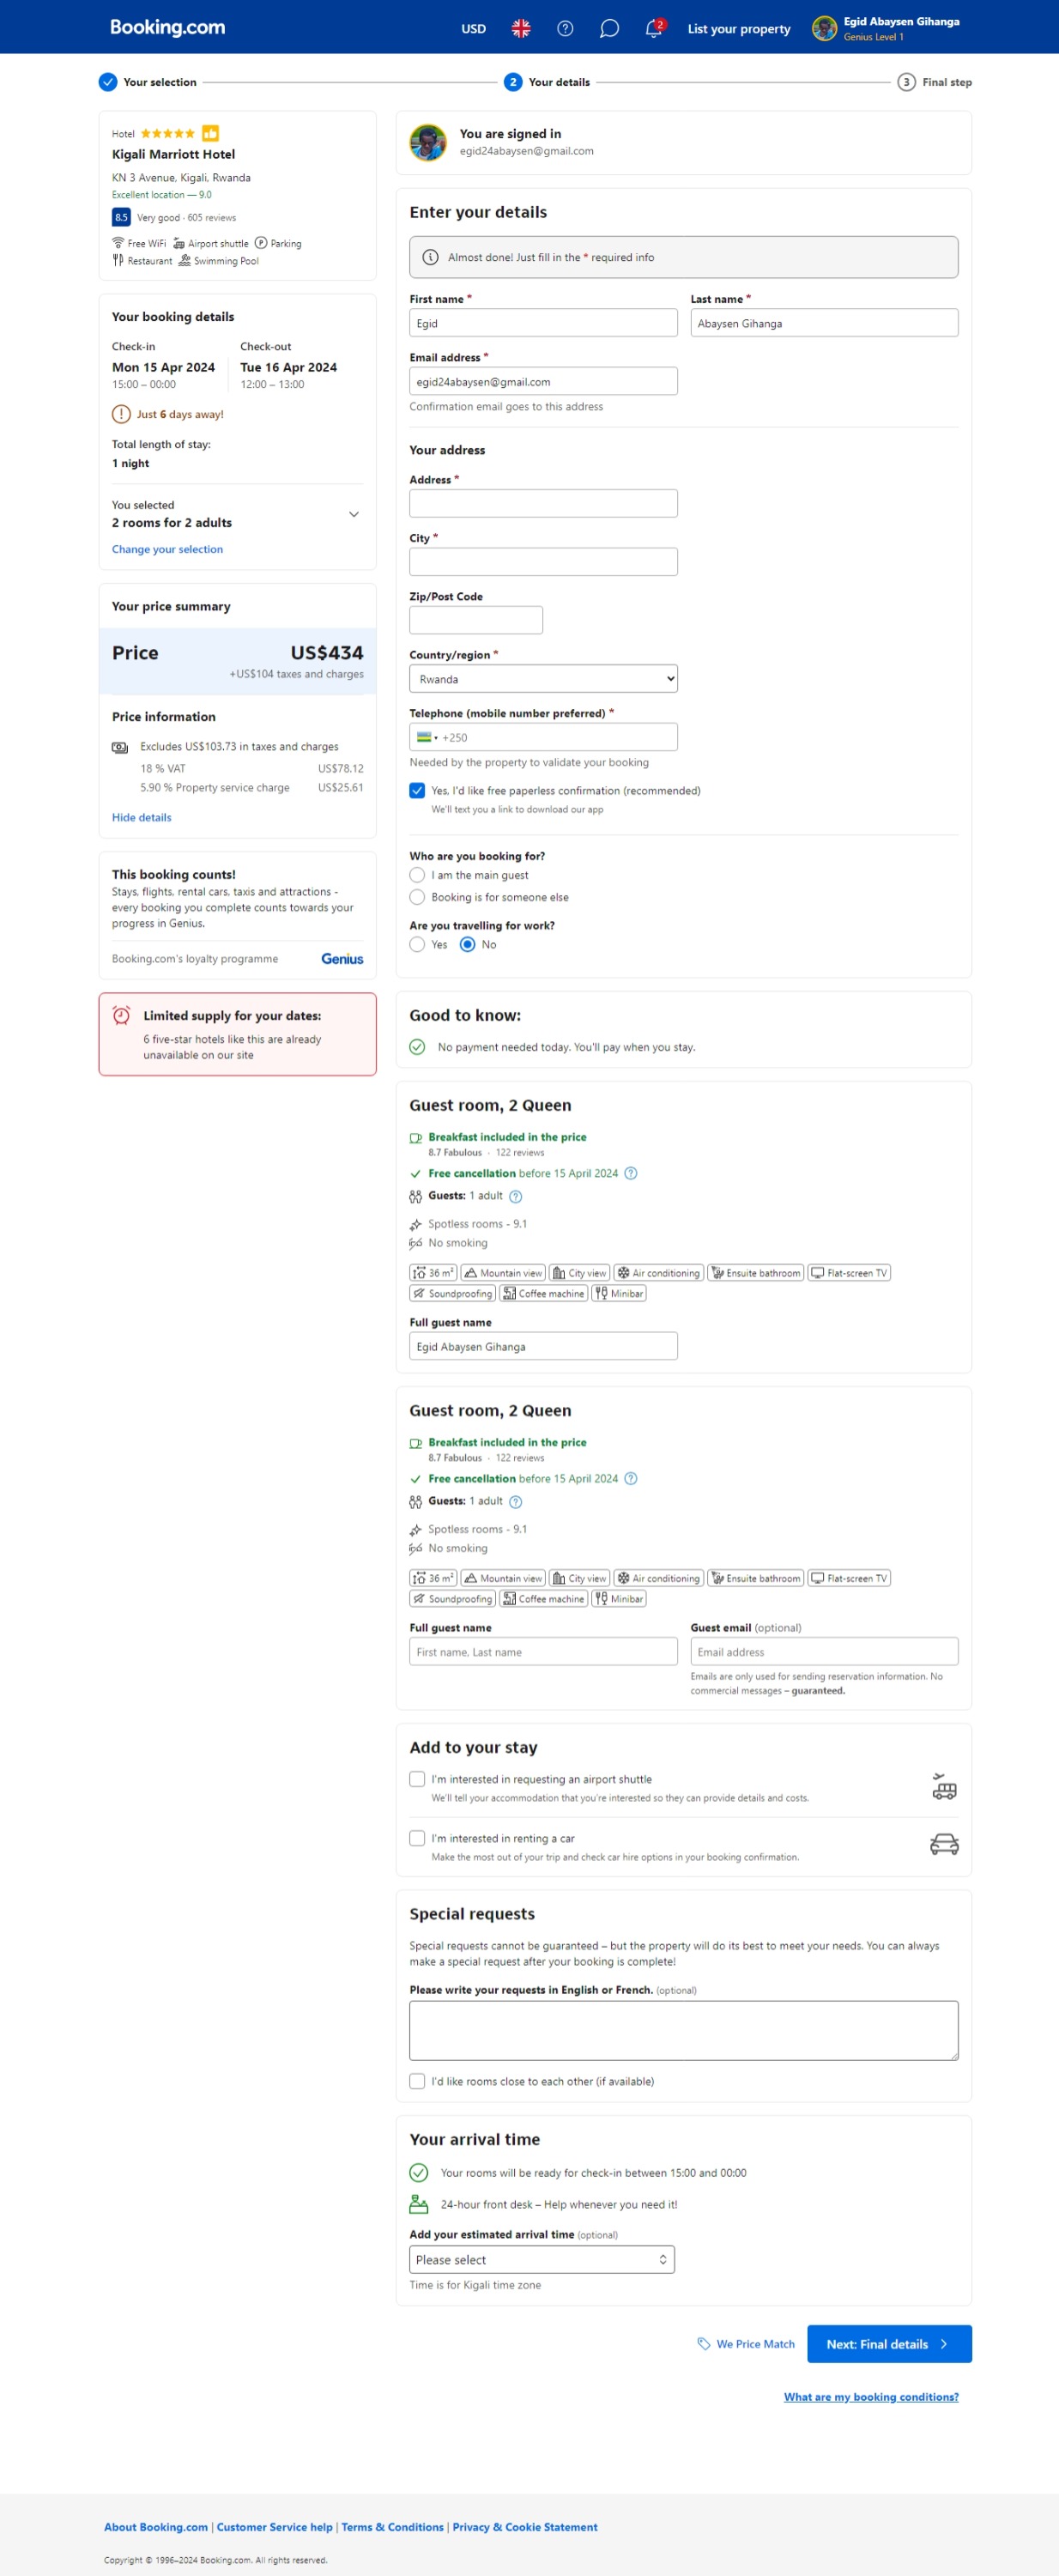 Booking.com
USD
2
List your property
Egid Abaysen Gihanga
Genius Level 1
Your selection
2 Your details
3 Final step
Hotel
Kigali Marriott Hotel
KN 3 Avenue, Kigali, Rwanda
Excellent location — 9.0
8.5 Very good · 605 reviews
Free WiFi Airport shuttle P Parking
Restaurant Swimming Pool
Your booking details
Check-in
Mon 15 Apr 2024
15:00 – 00:00
Check-out
Tue 16 Apr 2024
12:00 – 13:00
Just 6 days away!
Total length of stay:
1 night
You selected
2 rooms for 2 adults
Change your selection
Your price summary
Price US$434
+US$104 taxes and charges
Price information
Excludes US$103.73 in taxes and charges
18 % VAT US$78.12
5.90 % Property service charge US$25.61
Hide details
This booking counts!
Stays, flights, rental cars, taxis and attractions -
every booking you complete counts towards your
progress in Genius.
Booking.com's loyalty programme Genius
Limited supply for your dates:
6 five-star hotels like this are already
unavailable on our site
You are signed in
egid24abaysen@gmail.com
Enter your details
Almost done! Just fill in the * required info
First name *
Egid
Last name *
Abaysen Gihanga
Email address *
egid24abaysen@gmail.com
Confirmation email goes to this address
Your address
Address *
City *
Zip/Post Code
Country/region *
Rwanda
Telephone (mobile number preferred) *
+250
Needed by the property to validate your booking
Yes, I'd like free paperless confirmation (recommended)
We'll text you a link to download our app
Who are you booking for?
I am the main guest
Booking is for someone else
Are you travelling for work?
Yes No
Good to know:
No payment needed today. You'll pay when you stay.
Guest room, 2 Queen
Breakfast included in the price
8.7 Fabulous · 122 reviews
Free cancellation before 15 April 2024
Guests: 1 adult
Spotless rooms - 9.1
No smoking
36 m² Mountain view City view Air conditioning Ensuite bathroom Flat-screen TV
Soundproofing Coffee machine Minibar
Full guest name
Egid Abaysen Gihanga
Guest room, 2 Queen
Breakfast included in the price
8.7 Fabulous · 122 reviews
Free cancellation before 15 April 2024
Guests: 1 adult
Spotless rooms - 9.1
No smoking
36 m² Mountain view City view Air conditioning Ensuite bathroom Flat-screen TV
Soundproofing Coffee machine Minibar
Full guest name
First name, Last name
Guest email (optional)
Email address
Emails are only used for sending reservation information. No
commercial messages – guaranteed.
Add to your stay
I'm interested in requesting an airport shuttle
We'll tell your accommodation that you're interested so they can provide details and costs.
I'm interested in renting a car
Make the most out of your trip and check car hire options in your booking confirmation.
Special requests
Special requests cannot be guaranteed – but the property will do its best to meet your needs. You can always
make a special request after your booking is complete!
Please write your requests in English or French. (optional)
I'd like rooms close to each other (if available)
Your arrival time
Your rooms will be ready for check-in between 15:00 and 00:00
24-hour front desk – Help whenever you need it!
Add your estimated arrival time (optional)
Please select
Time is for Kigali time zone
We Price Match
Next: Final details
What are my booking conditions?
About Booking.com | Customer Service help | Terms & Conditions | Privacy & Cookie Statement
Copyright © 1996–2024 Booking.com. All rights reserved.